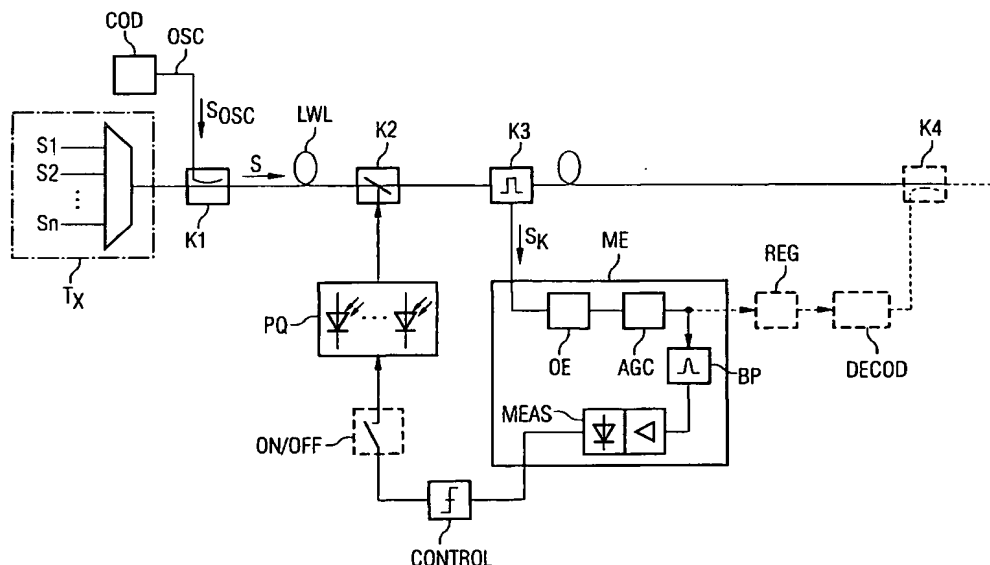 COD
OSC
SOSC
LWL
K2
K3
K4
S1
S2
Sn
S
K1
TX
SK
ME
REG
PQ
OE
AGC
BP
DECOD
MEAS
ON/OFF
CONTROL